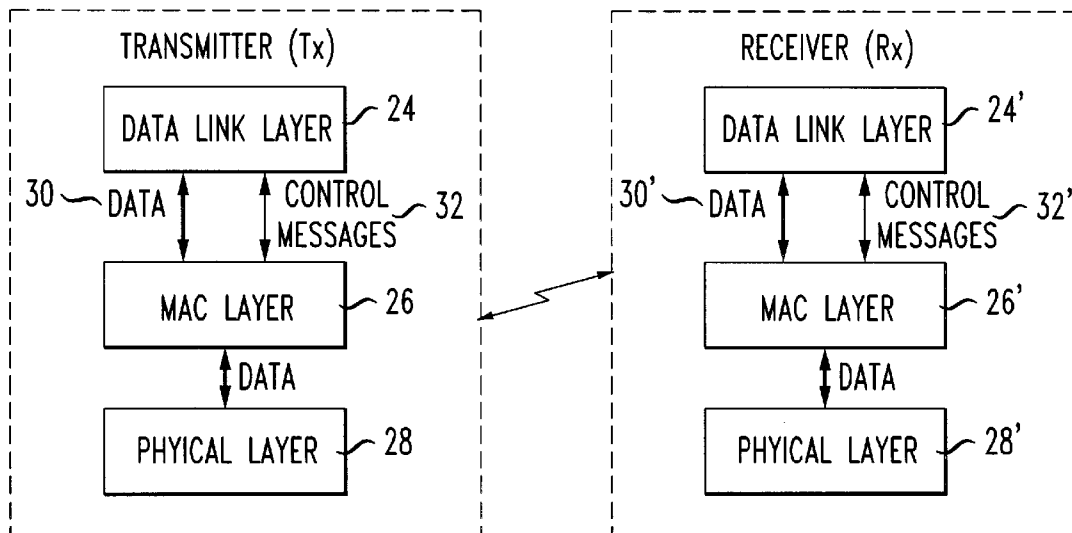 TRANSMITTER (Tx)
DATA LINK LAYER
24
30
DATA
CONTROL
MESSAGES
32
MAC LAYER
26
DATA
PHYICAL LAYER
28
RECEIVER (Rx)
DATA LINK LAYER
24'
30'
DATA
CONTROL
MESSAGES
32'
MAC LAYER
26'
DATA
PHYICAL LAYER
28'